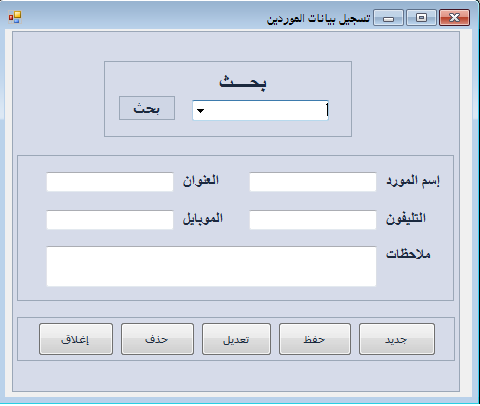 تسجيل بيانات الموردين
بحـــث
بحث
إسم المورد
العنوان
التليفون
الموبايل
ملاحظات
جديد
حفظ
تعديل
حذف
إغلاق